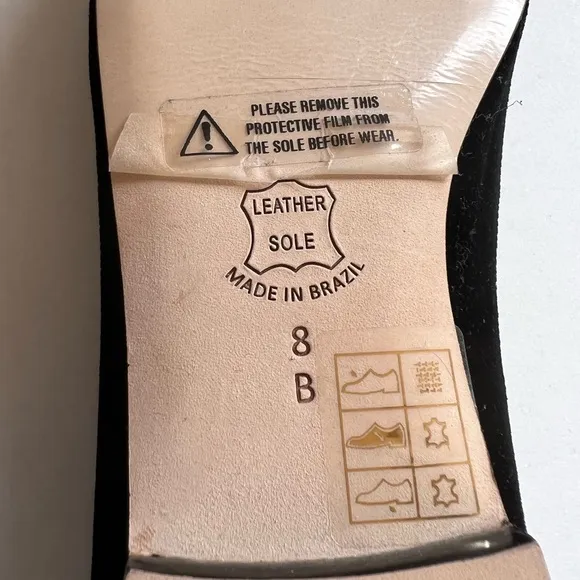 PLEASE REMOVE THIS
PROTECTIVE FILM FROM
THE SOLE BEFORE WEAR.
LEATHER
SOLE
MADE IN BRAZIL
8
B